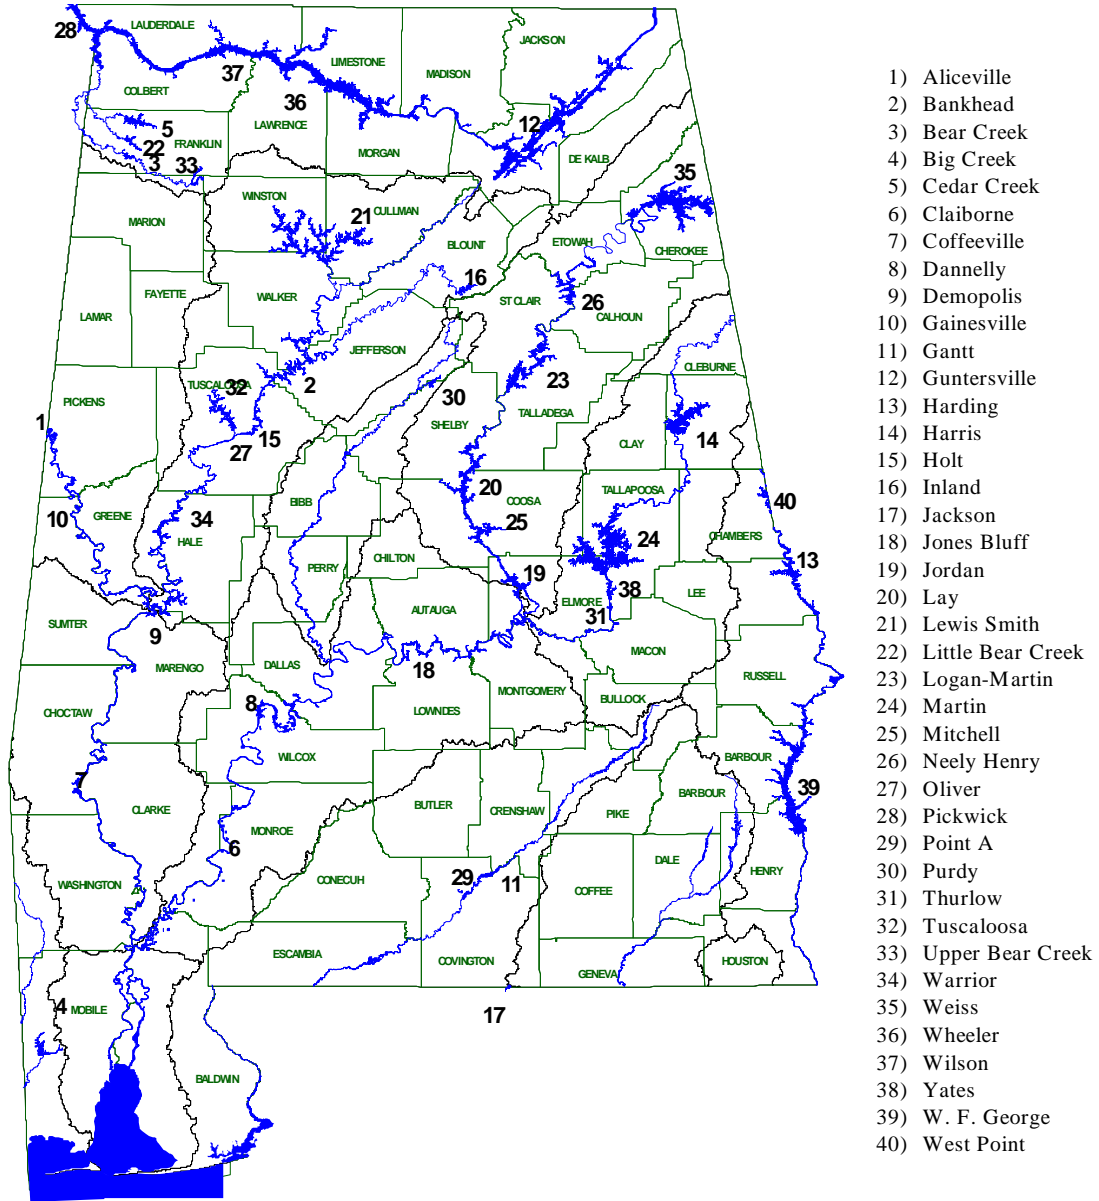 28
LAUDERDALE
37
LIMESTONE
MADISON
JACKSON
COLBERT
36
LAWRENCE
12
5
22
3
FRANKLIN
33
MORGAN
DE KALB
35
MARION
WINSTON
21
CULLMAN
BLOUNT
ETOWAH
CHEROKEE
16
FAYETTE
WALKER
ST CLAIR
26
CALHOUN
LAMAR
JEFFERSON
CLEBURNE
TUSCALOOSA
32
2
30
23
PICKENS
1
15
27
SHELBY
TALLADEGA
CLAY
14
20
COOSA
TALLAPOOSA
40
10
GREENE
34
HALE
BIBB
25
24
CHAMBERS
CHILTON
13
PERRY
19
38
LEE
AUTAUGA
ELMORE
31
SUMTER
9
MARENGO
DALLAS
18
MACON
RUSSELL
CHOCTAW
8
LOWNDES
MONTGOMERY
BULLOCK
WILCOX
BARBOUR
7
39
CLARKE
BUTLER
CRENSHAW
PIKE
BARBOUR
MONROE
6
DALE
HENRY
WASHINGTON
CONECUH
29
11
COFFEE
ESCAMBIA
COVINGTON
GENEVA
HOUSTON
4
MOBILE
17
BALDWIN
1) Aliceville
2) Bankhead
3) Bear Creek
4) Big Creek
5) Cedar Creek
6) Claiborne
7) Coffeeville
8) Dannelly
9) Demopolis
10) Gainesville
11) Gantt
12) Guntersville
13) Harding
14) Harris
15) Holt
16) Inland
17) Jackson
18) Jones Bluff
19) Jordan
20) Lay
21) Lewis Smith
22) Little Bear Creek
23) Logan-Martin
24) Martin
25) Mitchell
26) Neely Henry
27) Oliver
28) Pickwick
29) Point A
30) Purdy
31) Thurlow
32) Tuscaloosa
33) Upper Bear Creek
34) Warrior
35) Weiss
36) Wheeler
37) Wilson
38) Yates
39) W. F. George
40) West Point